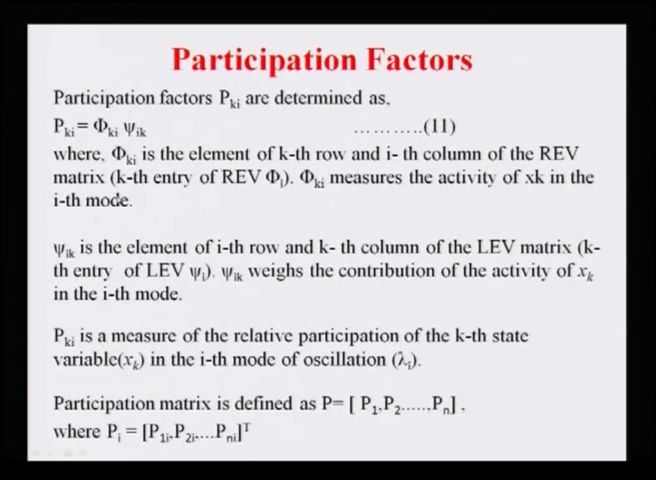 Participation Factors
Participation factors Pki are determined as,
Pki = Φki ψik ...........(11)
where, Φki is the element of k-th row and i- th column of the REV
matrix (k-th entry of REV Φi). Φki measures the activity of xk in the
i-th mode.
ψik is the element of i-th row and k- th column of the LEV matrix (k-
th entry of LEV ψi). ψik weighs the contribution of the activity of xk
in the i-th mode.
Pki is a measure of the relative participation of the k-th state
variable(xk) in the i-th mode of oscillation (λi).
Participation matrix is defined as P= [ P1,P2......,Pn] ,
where Pi = [P1i,P2i,...Pni]T